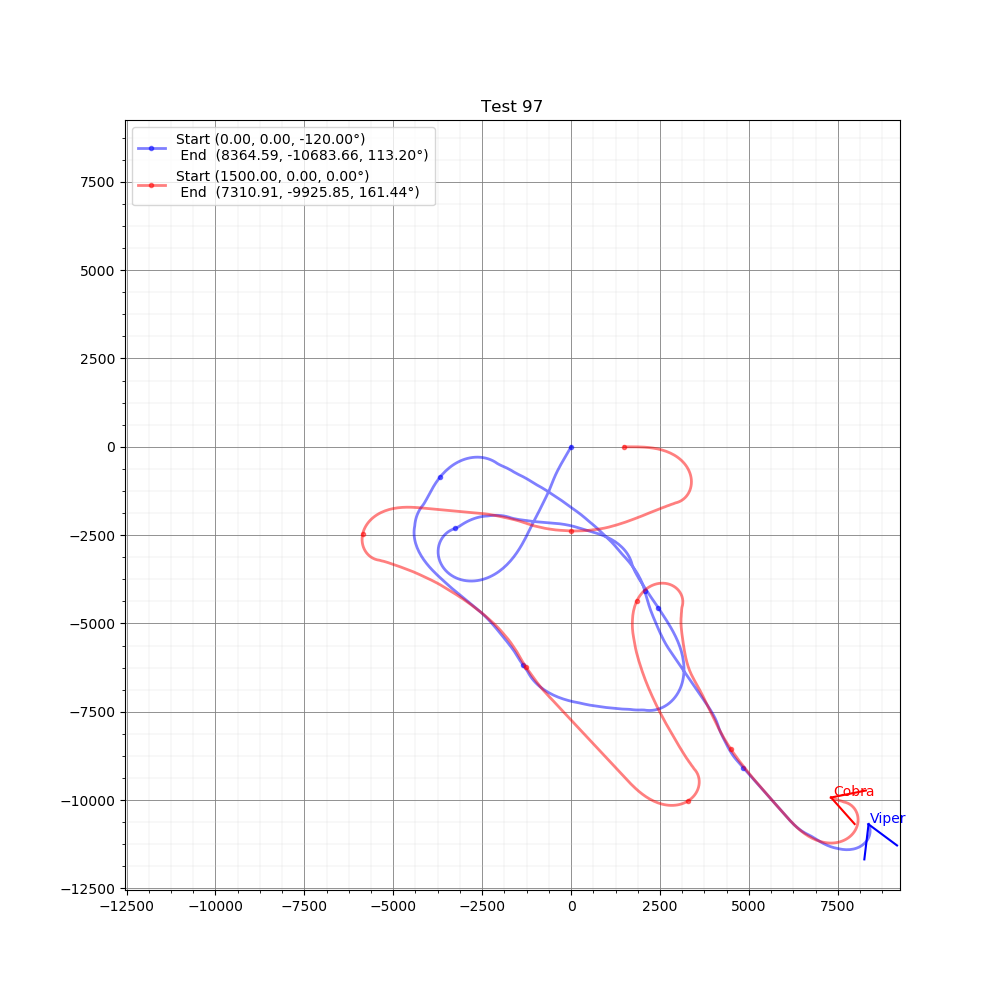 Test 97
Start (0.00, 0.00, -120.00°)
End  (8364.59, -10683.66, 113.20°)
Start (1500.00, 0.00, 0.00°)
End  (7310.91, -9925.85, 161.44°)
7500
5000
2500
0
−2500
−5000
−7500
−10000
−12500
Cobra
Viper
−12500 −10000 −7500 −5000 −2500 0 2500 5000 7500